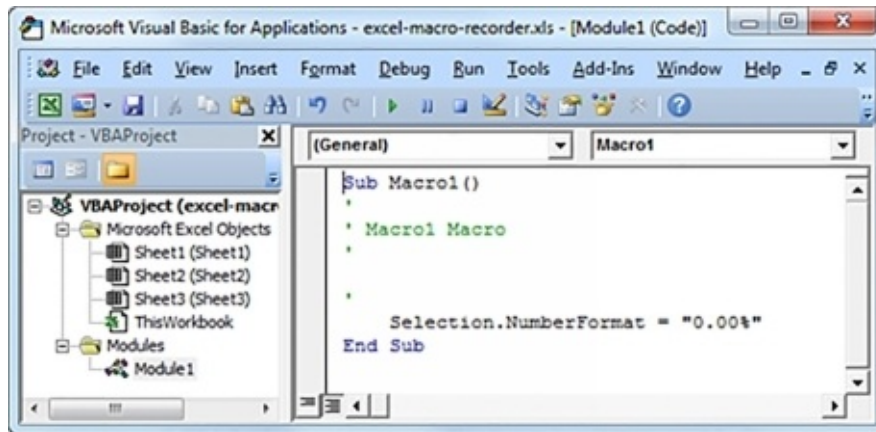 Microsoft Visual Basic for Applications - excel-macro-recorder.xls - [Module1 (Code)]
File Edit View Insert Format Debug Run Tools Add-Ins Window Help
Project - VBAProject
(General) Macro1
VBAProject (excel-macr
Microsoft Excel Objects
Sheet1 (Sheet1)
Sheet2 (Sheet2)
Sheet3 (Sheet3)
ThisWorkbook
Modules
Module1
Sub Macro1()
'
' Macro1 Macro
'
'
Selection.NumberFormat = "0.00%"
End Sub